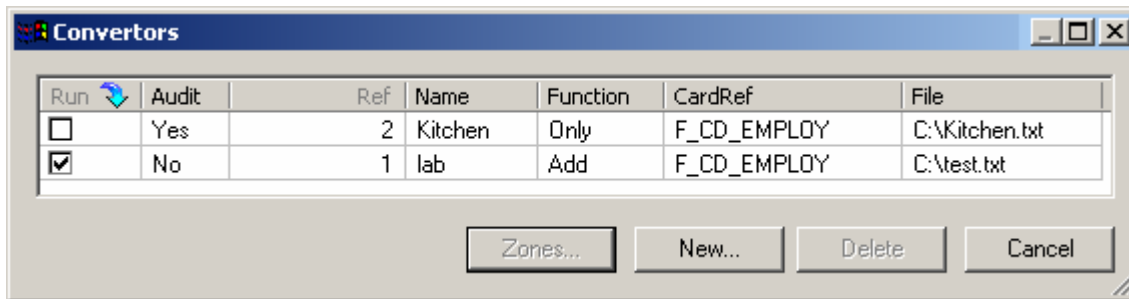 Convertors
Run Audit Ref Name Function CardRef File
Yes 2 Kitchen Only F_CD_EMPLOY C:\Kitchen.txt
No 1 lab Add F_CD_EMPLOY C:\test.txt
Zones... New... Delete Cancel